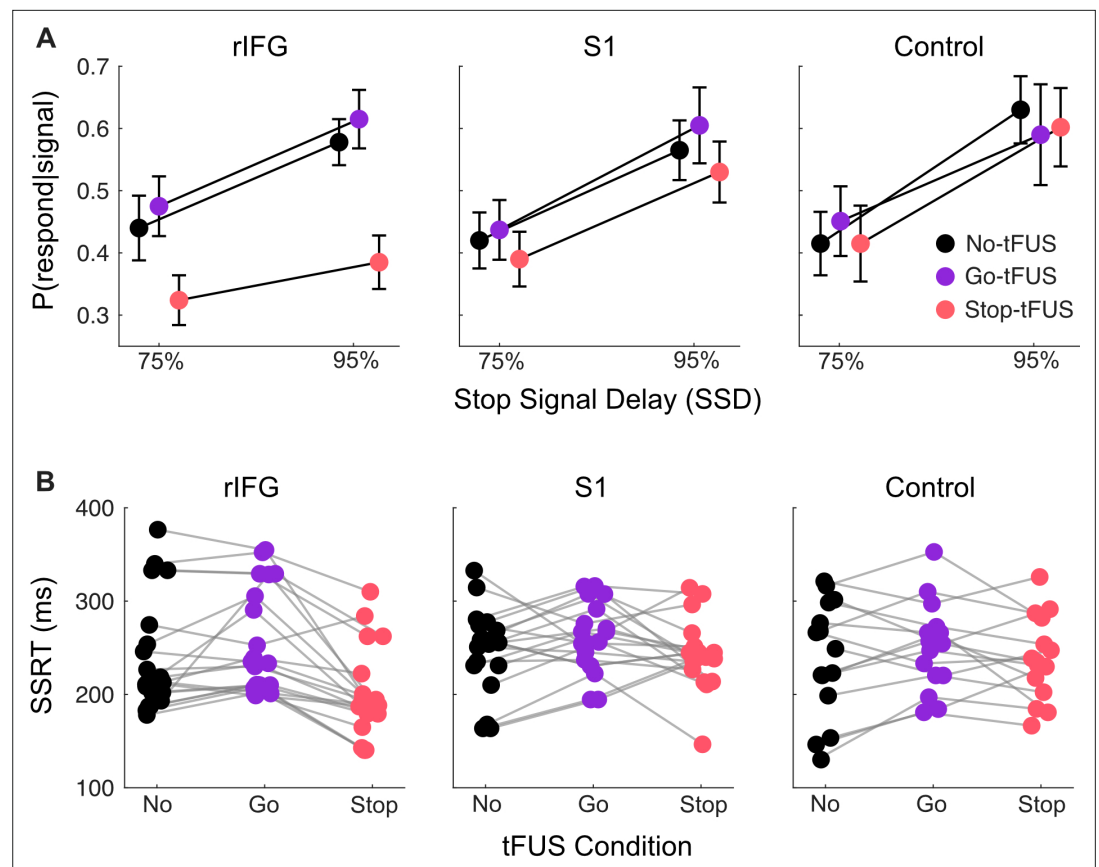 A
rIFG
S1
Control
P(respond|signal)
0.7
0.6
0.5
0.4
0.3
No-tFUS
Go-tFUS
Stop-tFUS
75%
95%
75%
95%
75%
95%
Stop Signal Delay (SSD)
B
rIFG
S1
Control
SSRT (ms)
400
300
200
100
No
Go
Stop
No
Go
Stop
No
Go
Stop
tFUS Condition